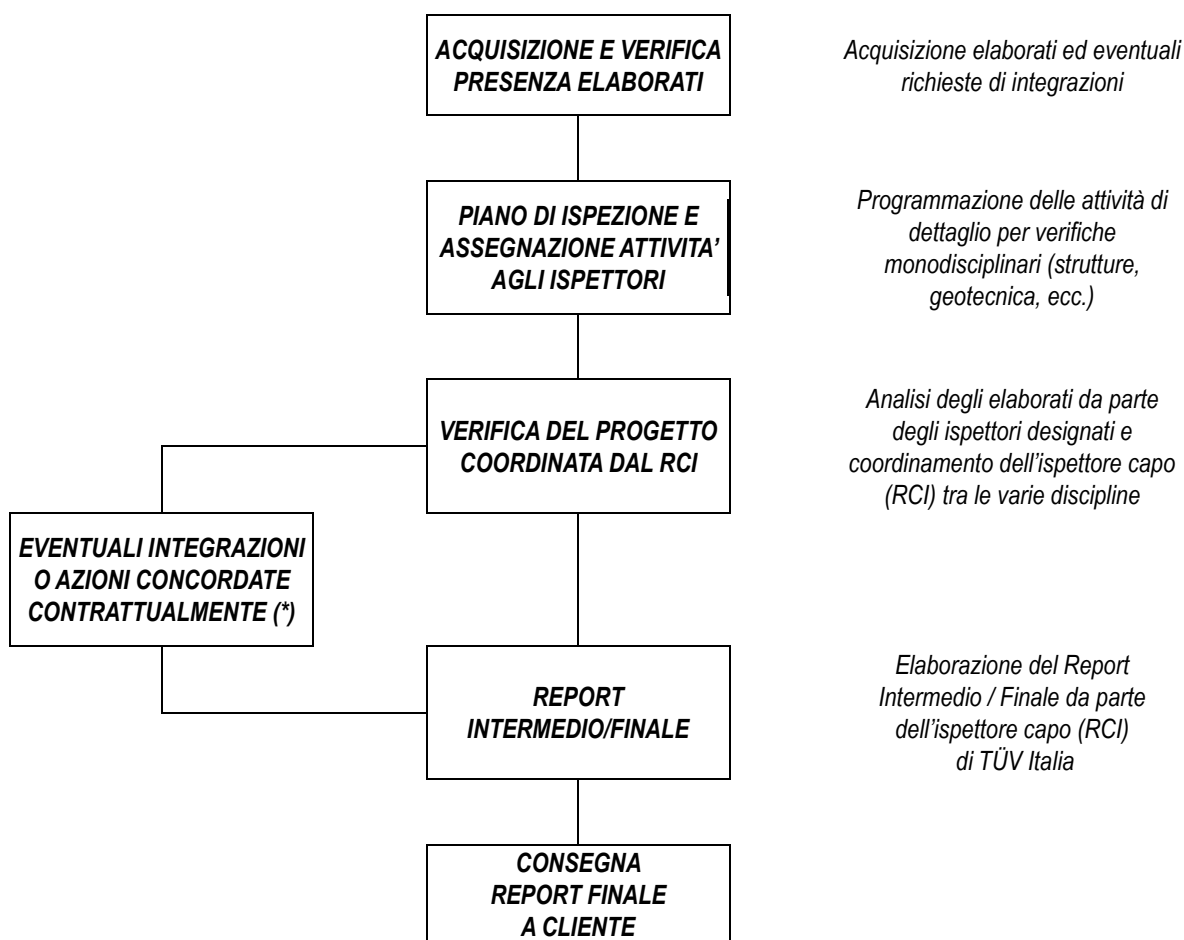 ACQUISIZIONE E VERIFICA
PRESENZA ELABORATI
Acquisizione elaborati ed eventuali
richieste di integrazioni
PIANO DI ISPEZIONE E
ASSEGNAZIONE ATTIVITA’
AGLI ISPETTORI
Programmazione delle attività di
dettaglio per verifiche
monodisciplinari (strutture,
geotecnica, ecc.)
VERIFICA DEL PROGETTO
COORDINATA DAL RCI
Analisi degli elaborati da parte
degli ispettori designati e
coordinamento dell’ispettore capo
(RCI) tra le varie discipline
EVENTUALI INTEGRAZIONI
O AZIONI CONCORDATE
CONTRATTUALMENTE (*)
REPORT
INTERMEDIO/FINALE
Elaborazione del Report
Intermedio / Finale da parte
dell’ispettore capo (RCI)
di TÜV Italia
CONSEGNA
REPORT FINALE
A CLIENTE